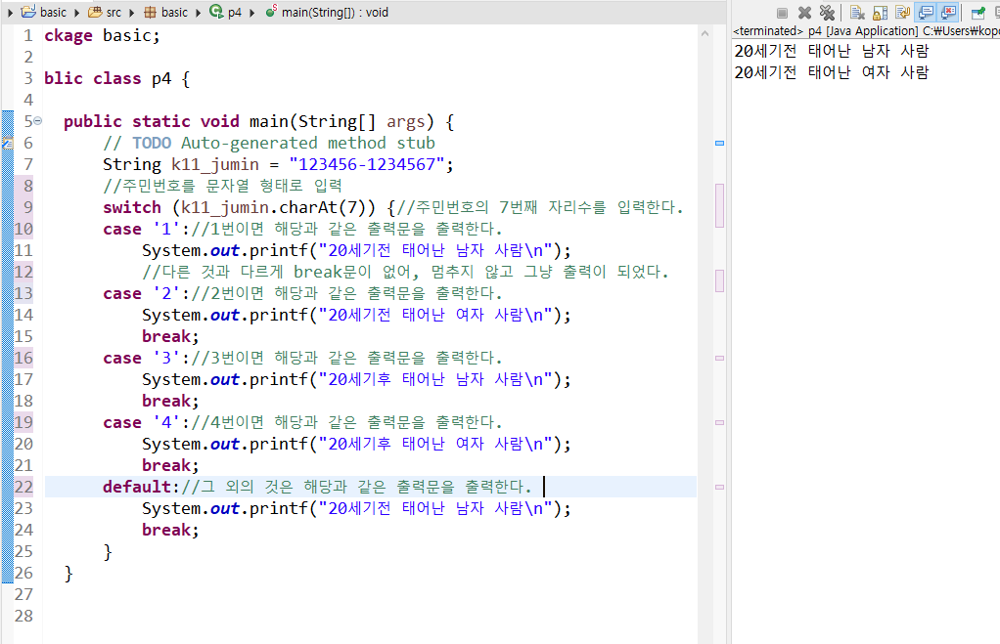 basic src basic p4 main(String[]) : void
1 ckage basic;
2
3 blic class p4 {
4
5 public static void main(String[] args) {
6 // TODO Auto-generated method stub
7 String k11_jumin = "123456-1234567";
8 //주민번호를 문자열 형태로 입력
9 switch (k11_jumin.charAt(7)) {//주민번호의 7번째 자리수를 입력한다.
10 case '1'://1번이면 해당과 같은 출력문을 출력한다.
11 System.out.printf("20세기전 태어난 남자 사람\n");
12 //다른 것과 다르게 break문이 없어, 멈추지 않고 그냥 출력이 되었다.
13 case '2'://2번이면 해당과 같은 출력문을 출력한다.
14 System.out.printf("20세기전 태어난 여자 사람\n");
15 break;
16 case '3'://3번이면 해당과 같은 출력문을 출력한다.
17 System.out.printf("20세기후 태어난 남자 사람\n");
18 break;
19 case '4'://4번이면 해당과 같은 출력문을 출력한다.
20 System.out.printf("20세기후 태어난 여자 사람\n");
21 break;
22 default://그 외의 것은 해당과 같은 출력문을 출력한다.
23 System.out.printf("20세기전 태어난 남자 사람\n");
24 break;
25 }
26 }
27
28
<terminated> p4 [Java Application] C:₩Users₩kopo
20세기전 태어난 남자 사람
20세기전 태어난 여자 사람